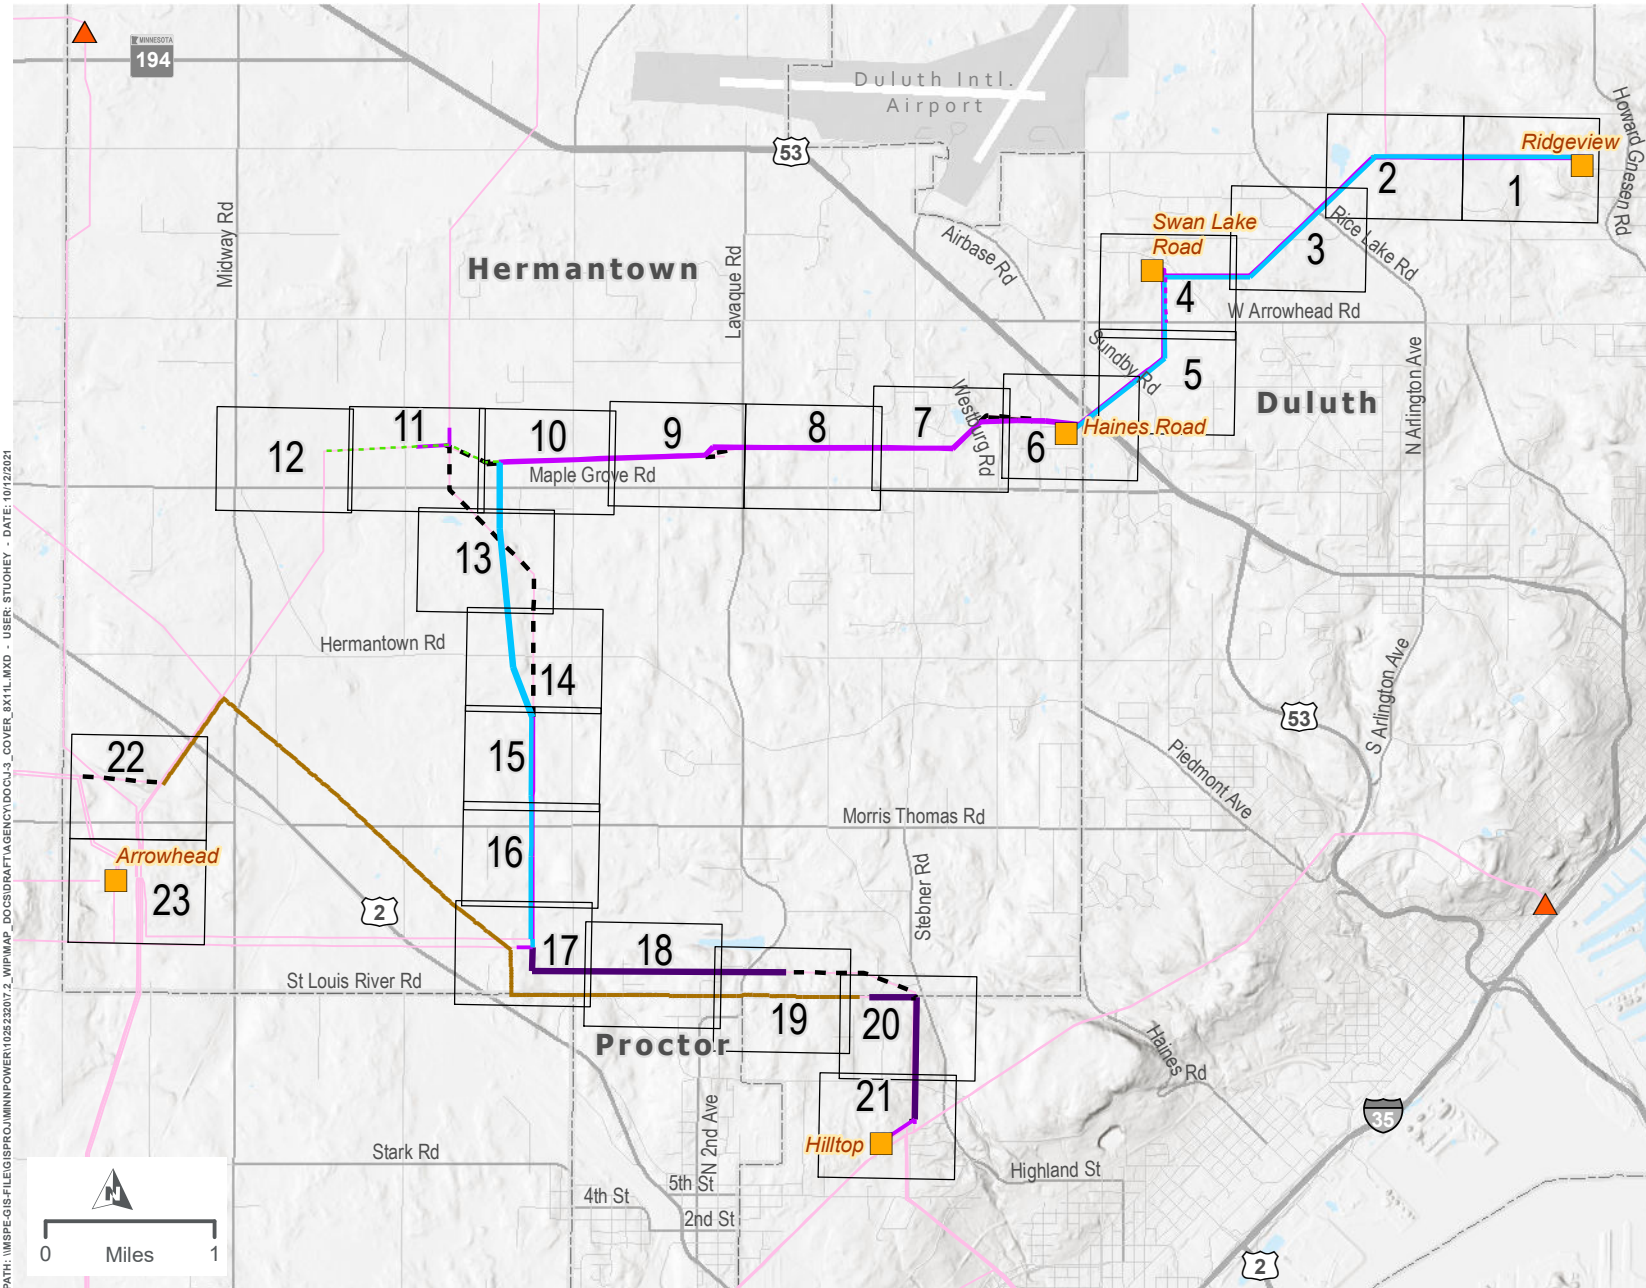 MINNESOTA
194
Duluth Intl.
Airport
53
Howard Gnesen Rd
Ridgeview
2
1
Midway Rd
Swan Lake
Road
Rice Lake Rd
3
Airbase Rd
Hermantown
Lavaque Rd
4
W Arrowhead Rd
Sundby Rd
5
N Arlington Ave
Duluth
Westburg Rd
Haines Road
12
11
10
9
8
7
6
Maple Grove Rd
13
Hermantown Rd
14
S Arlington Ave
53
Piedmont Ave
22
15
Morris Thomas Rd
16
Arrowhead
23
2
Stebner Rd
17
18
St Louis River Rd
19
20
Proctor
Haines Rd
21
35
N 2nd Ave
Hilltop
Stark Rd
Highland St
5th St
4th St
2nd St
2
N
0 Miles 1
PATH: \\MSPE-GIS-FILE\GISPROJ\MINNPOWER\10252320\7.2_WIP\MAP_DOCS\DRAFT\AGENCY\DOC\J-3_COVER_8X11L.MXD - USER: STUOHEY - DATE: 10/12/2021